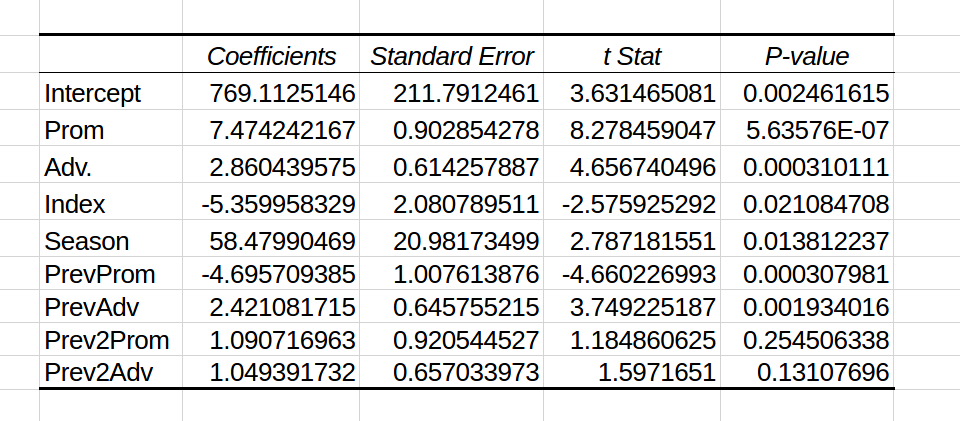 Coefficients Standard Error t Stat P-value
Intercept 769.1125146 211.7912461 3.631465081 0.002461615
Prom 7.474242167 0.902854278 8.278459047 5.63576E-07
Adv. 2.860439575 0.614257887 4.656740496 0.000310111
Index -5.359958329 2.080789511 -2.575925292 0.021084708
Season 58.47990469 20.98173499 2.787181551 0.013812237
PrevProm -4.695709385 1.007613876 -4.660226993 0.000307981
PrevAdv 2.421081715 0.645755215 3.749225187 0.001934016
Prev2Prom 1.090716963 0.920544527 1.184860625 0.254506338
Prev2Adv 1.049391732 0.657033973 1.5971651 0.13107696